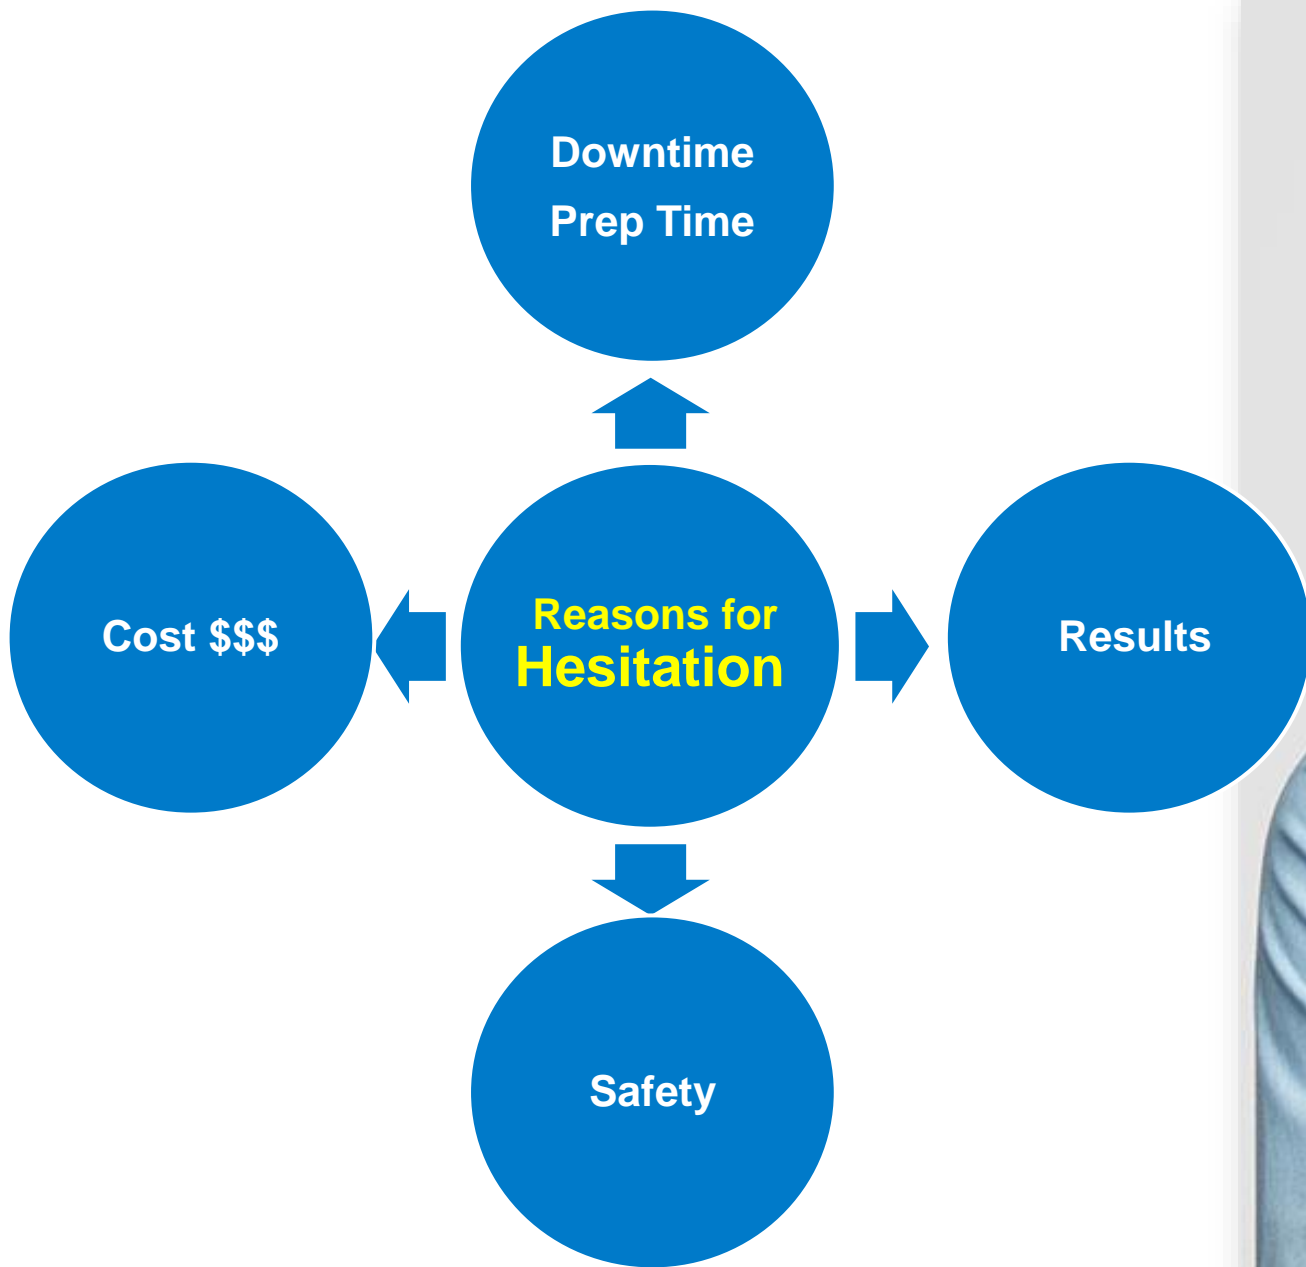 Downtime
Prep Time
Cost $$$
Reasons for
Hesitation
Results
Safety